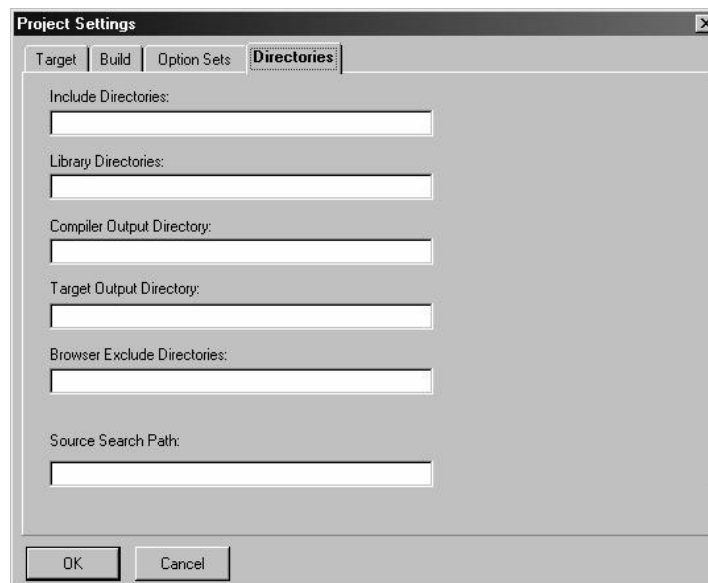 Project Settings
Target Build Option Sets Directories
Include Directories:
Library Directories:
Compiler Output Directory:
Target Output Directory:
Browser Exclude Directories:
Source Search Path:
OK Cancel